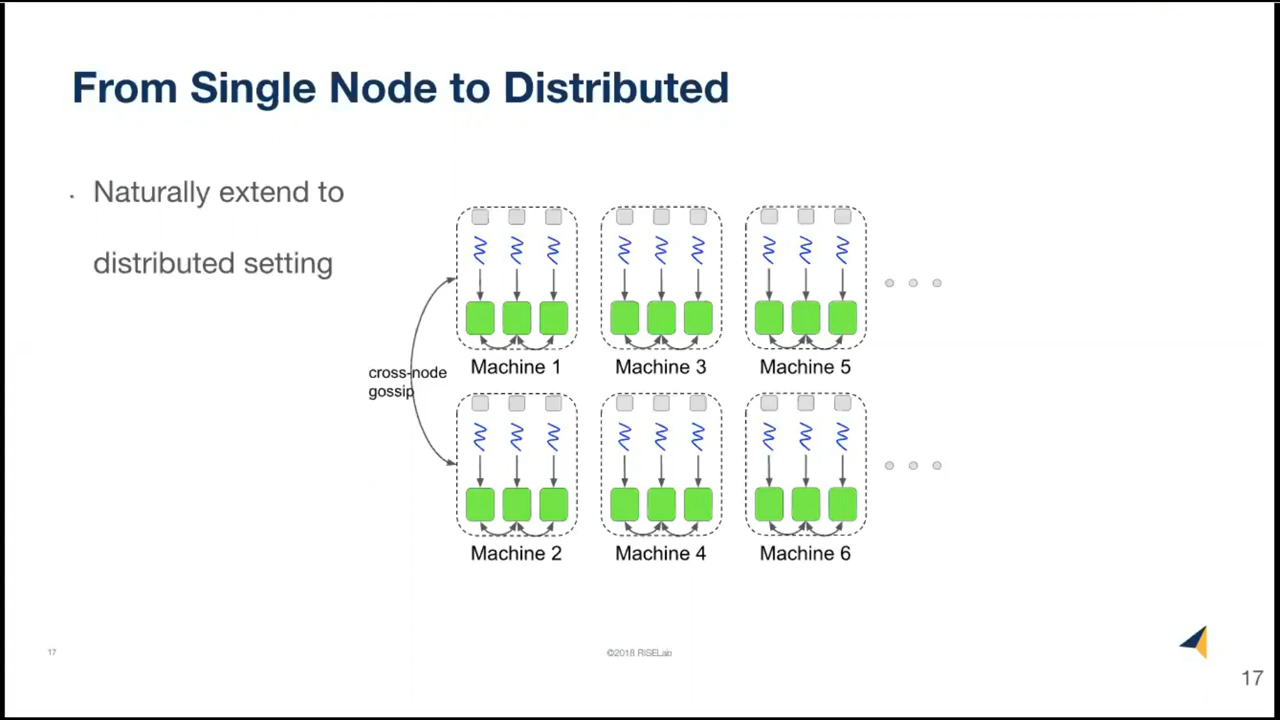 From Single Node to Distributed
· Naturally extend to
distributed setting
Machine 1
Machine 3
Machine 5
cross-node
gossip
Machine 2
Machine 4
Machine 6
17
©2018 RISELab
17